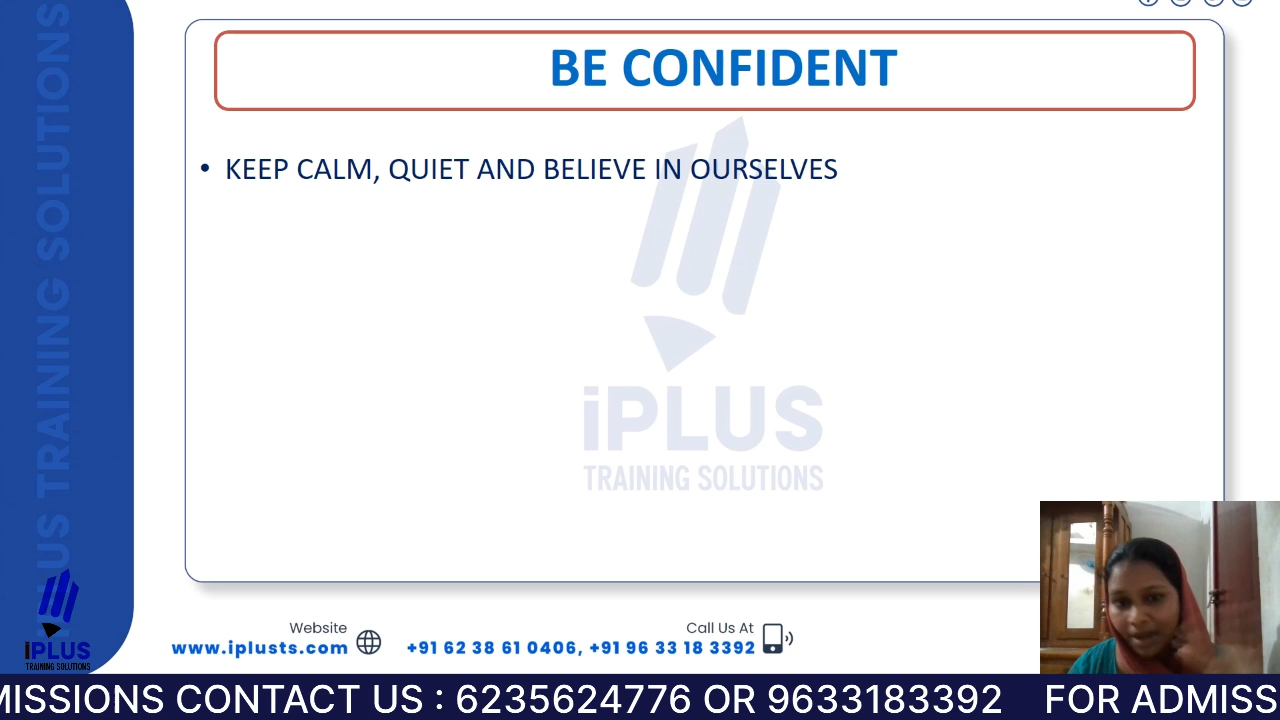 PLUS TRAINING SOLUTIONS
BE CONFIDENT
• KEEP CALM, QUIET AND BELIEVE IN OURSELVES
iPLUS
TRAINING SOLUTIONS
iPLUS
TRAINING SOLUTIONS
Website
www.iplusts.com
Call Us At
+91 62 38 61 0406, +91 96 33 18 3392
MISSIONS CONTACT US : 6235624776 OR 9633183392 FOR ADMISS